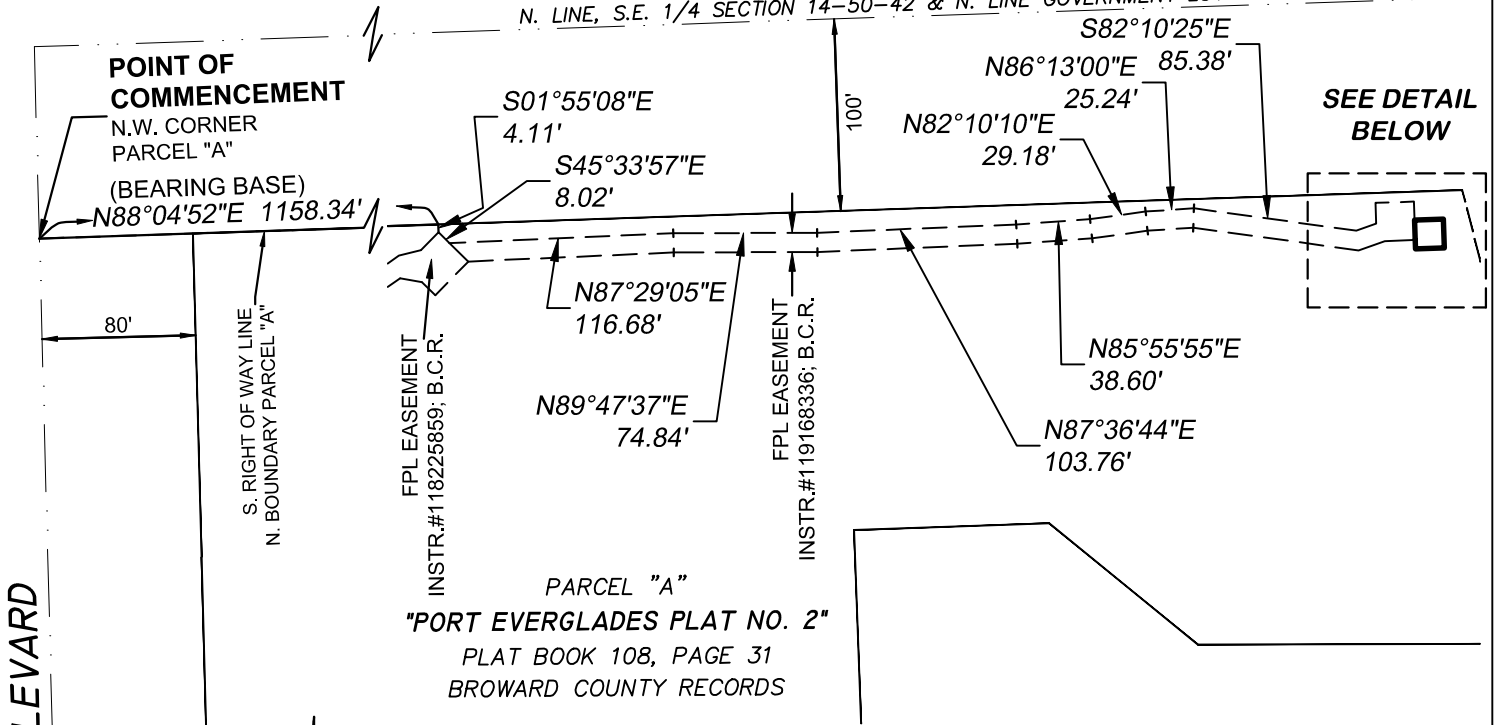 N. LINE, S.E. 1/4 SECTION 14-50-42 & N. LINE GOVERNMENT
POINT OF
COMMENCEMENT
N.W. CORNER
PARCEL "A"
(BEARING BASE)
N88°04'52"E 1158.34'
S01°55'08"E
4.11'
S45°33'57"E
8.02'
100'
S82°10'25"E
85.38'
N86°13'00"E
25.24'
N82°10'10"E
29.18'
SEE DETAIL
BELOW
80'
S. RIGHT OF WAY LINE
N. BOUNDARY PARCEL "A"
FPL EASEMENT
INSTR.#118225859; B.C.R.
N87°29'05"E
116.68'
N89°47'37"E
74.84'
FPL EASEMENT
INSTR.#119168336; B.C.R.
N85°55'55"E
38.60'
N87°36'44"E
103.76'
PARCEL "A"
"PORT EVERGLADES PLAT NO. 2"
PLAT BOOK 108, PAGE 31
BROWARD COUNTY RECORDS
LEVARD